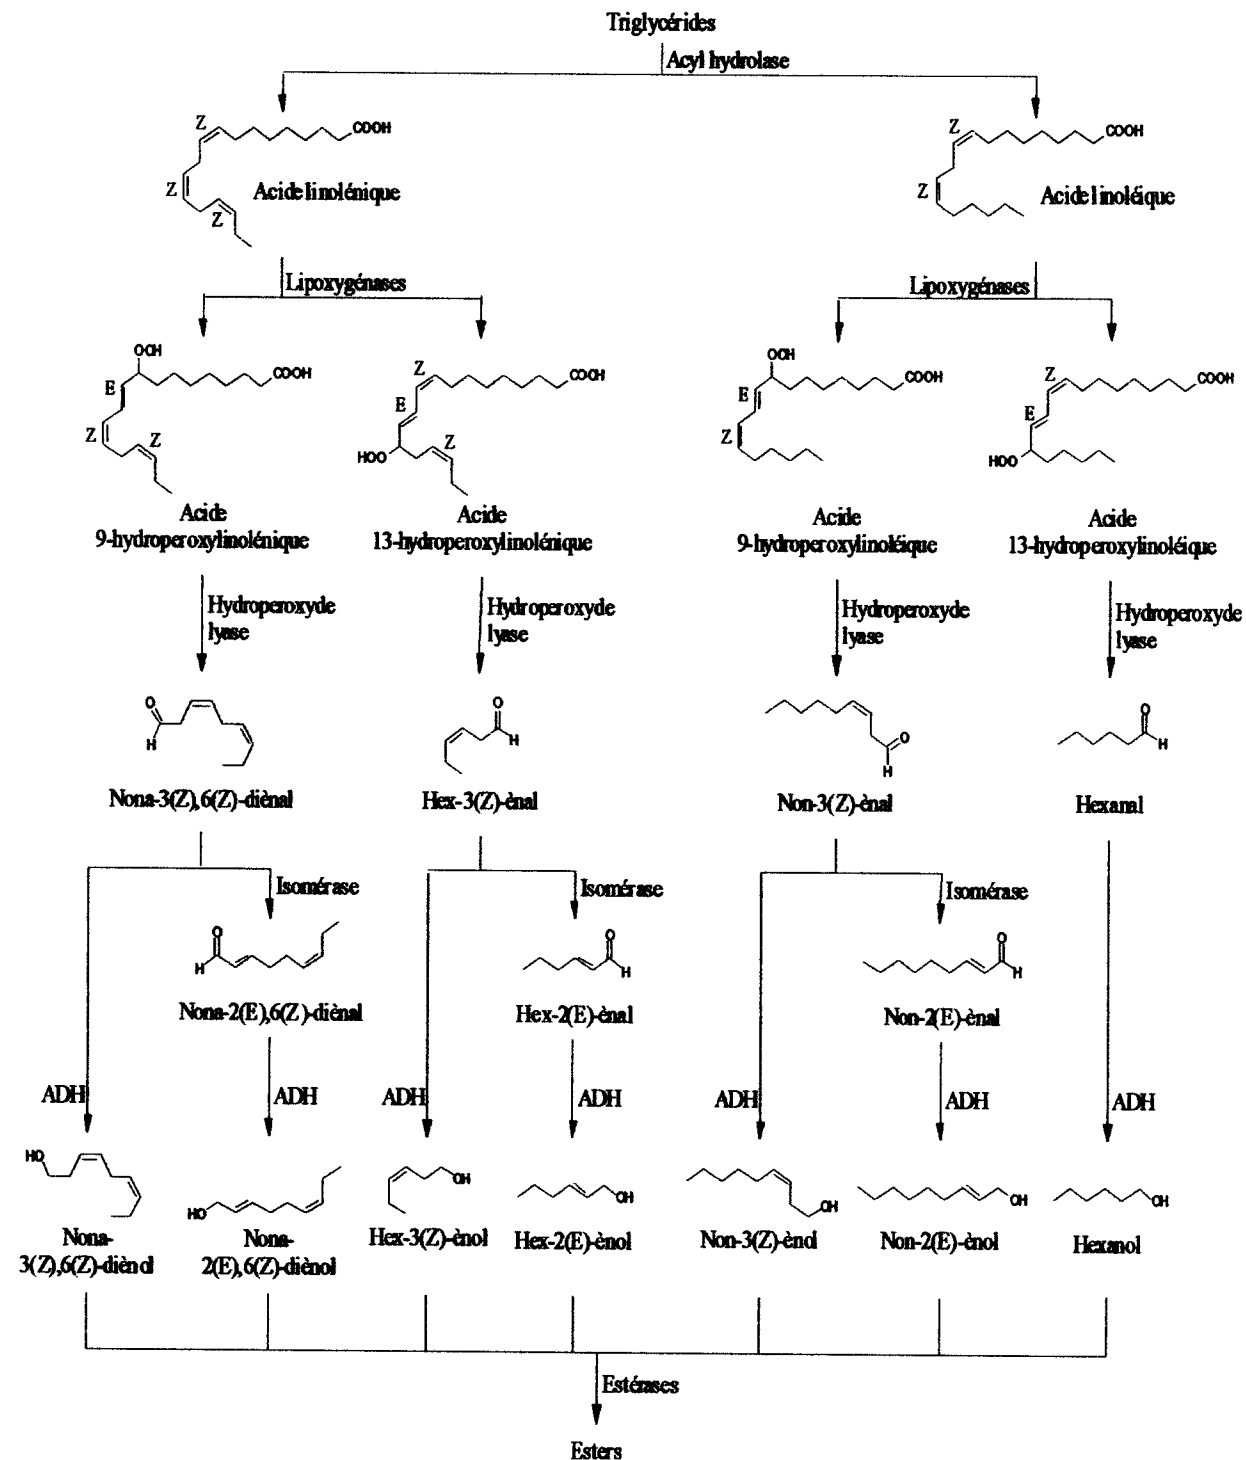 Triglycérides
Acyl hydrolase
Z COOH Z COOH
Z Acide linolénique Z Acide linoléique
Z
Lipoxygénases Lipoxygénases
OOH COOH Z COOH OOH COOH Z COOH
E E E E
Z Z HOO Z Z HOO
Acide Acide Acide Acide
9-hydroperoxylinolénique 13-hydroperoxylinolénique 9-hydroperoxylinoléique 13-hydroperoxylinoléique
Hydroperoxyde Hydroperoxyde Hydroperoxyde Hydroperoxyde
lyase lyase lyase lyase
O H O H O H O H
Nona-3(Z),6(Z)-diènal Hex-3(Z)-ènal Non-3(Z)-ènal Hexanal
Isomérase Isomérase Isomérase
O H O H O H
Nona-2(E),6(Z)-diènal Hex-2(E)-ènal Non-2(E)-ènal
ADH ADH ADH ADH ADH ADH ADH
HO HO OH OH OH OH OH
Nona- Nona- Hex-3(Z)-ènol Hex-2(E)-ènol Non-3(Z)-ènol Non-2(E)-ènol Hexanol
3(Z),6(Z)-diènol 2(E),6(Z)-diènol
Estérases
Esters